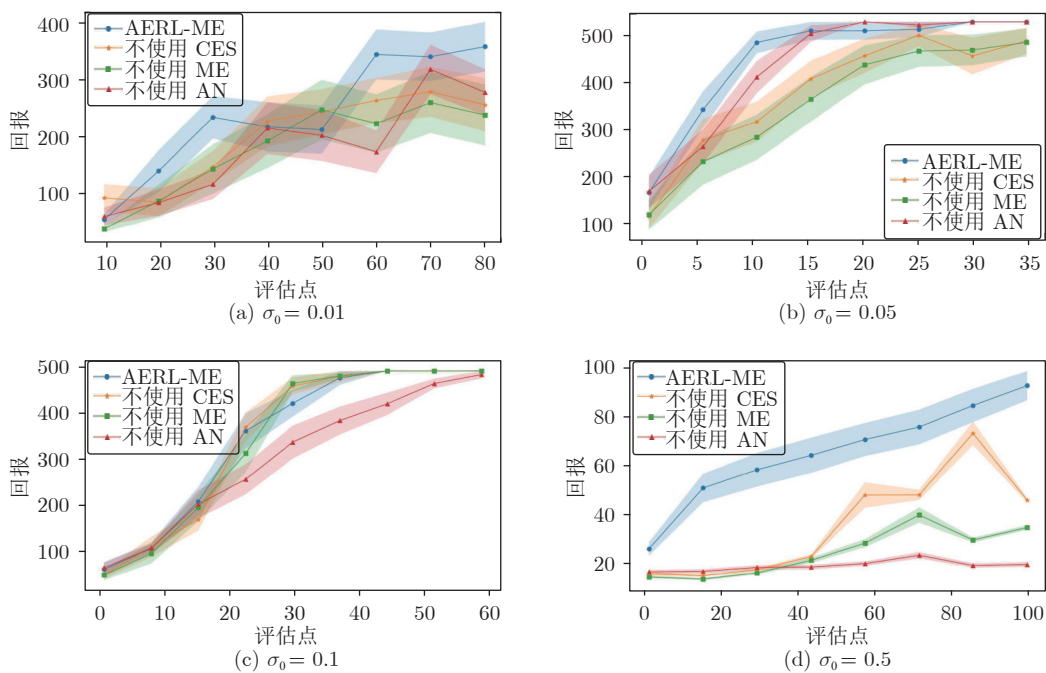 400
300
200
100
回报
AERL-ME
不使用 CES
不使用 ME
不使用 AN
10 20 30 40 50 60 70 80
评估点
(a) σ₀ = 0.01
500
400
300
200
100
回报
AERL-ME
不使用 CES
不使用 ME
不使用 AN
0 5 10 15 20 25 30 35
评估点
(b) σ₀ = 0.05
500
400
300
200
100
回报
AERL-ME
不使用 CES
不使用 ME
不使用 AN
0 10 20 30 40 50 60
评估点
(c) σ₀ = 0.1
100
80
60
40
20
回报
AERL-ME
不使用 CES
不使用 ME
不使用 AN
0 20 40 60 80 100
评估点
(d) σ₀ = 0.5